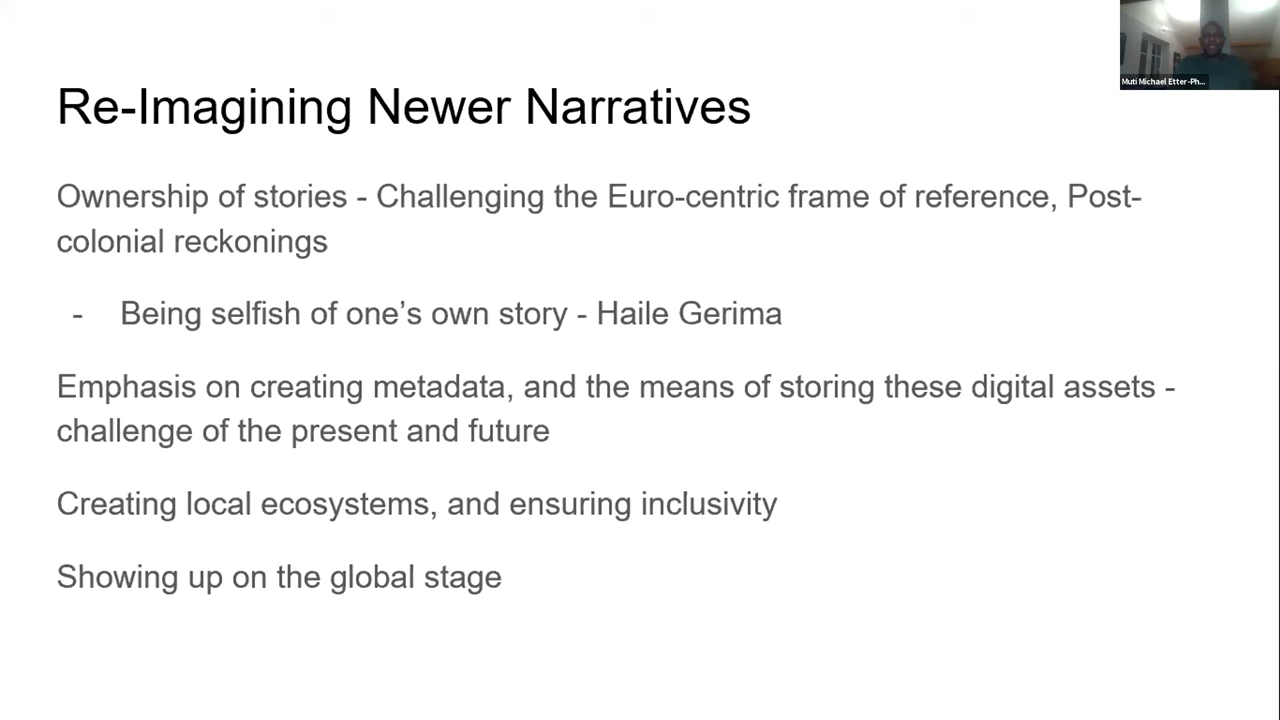 Muti Michael Etter-Ph...
Re-Imagining Newer Narratives
Ownership of stories - Challenging the Euro-centric frame of reference, Post-
colonial reckonings
- Being selfish of one’s own story - Haile Gerima
Emphasis on creating metadata, and the means of storing these digital assets -
challenge of the present and future
Creating local ecosystems, and ensuring inclusivity
Showing up on the global stage